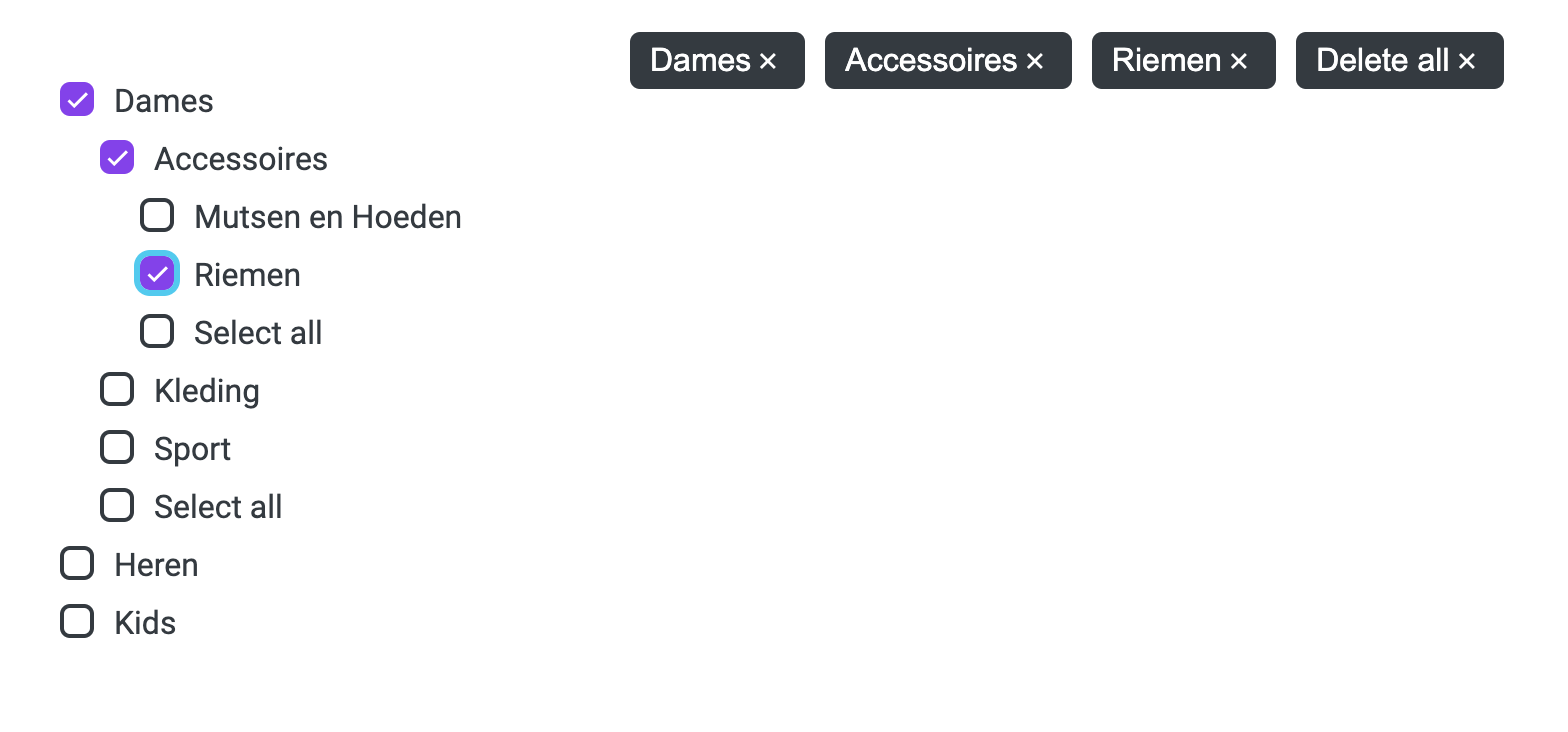 Dames × Accessoires × Riemen × Delete all ×
Dames
Accessoires
Mutsen en Hoeden
Riemen
Select all
Kleding
Sport
Select all
Heren
Kids